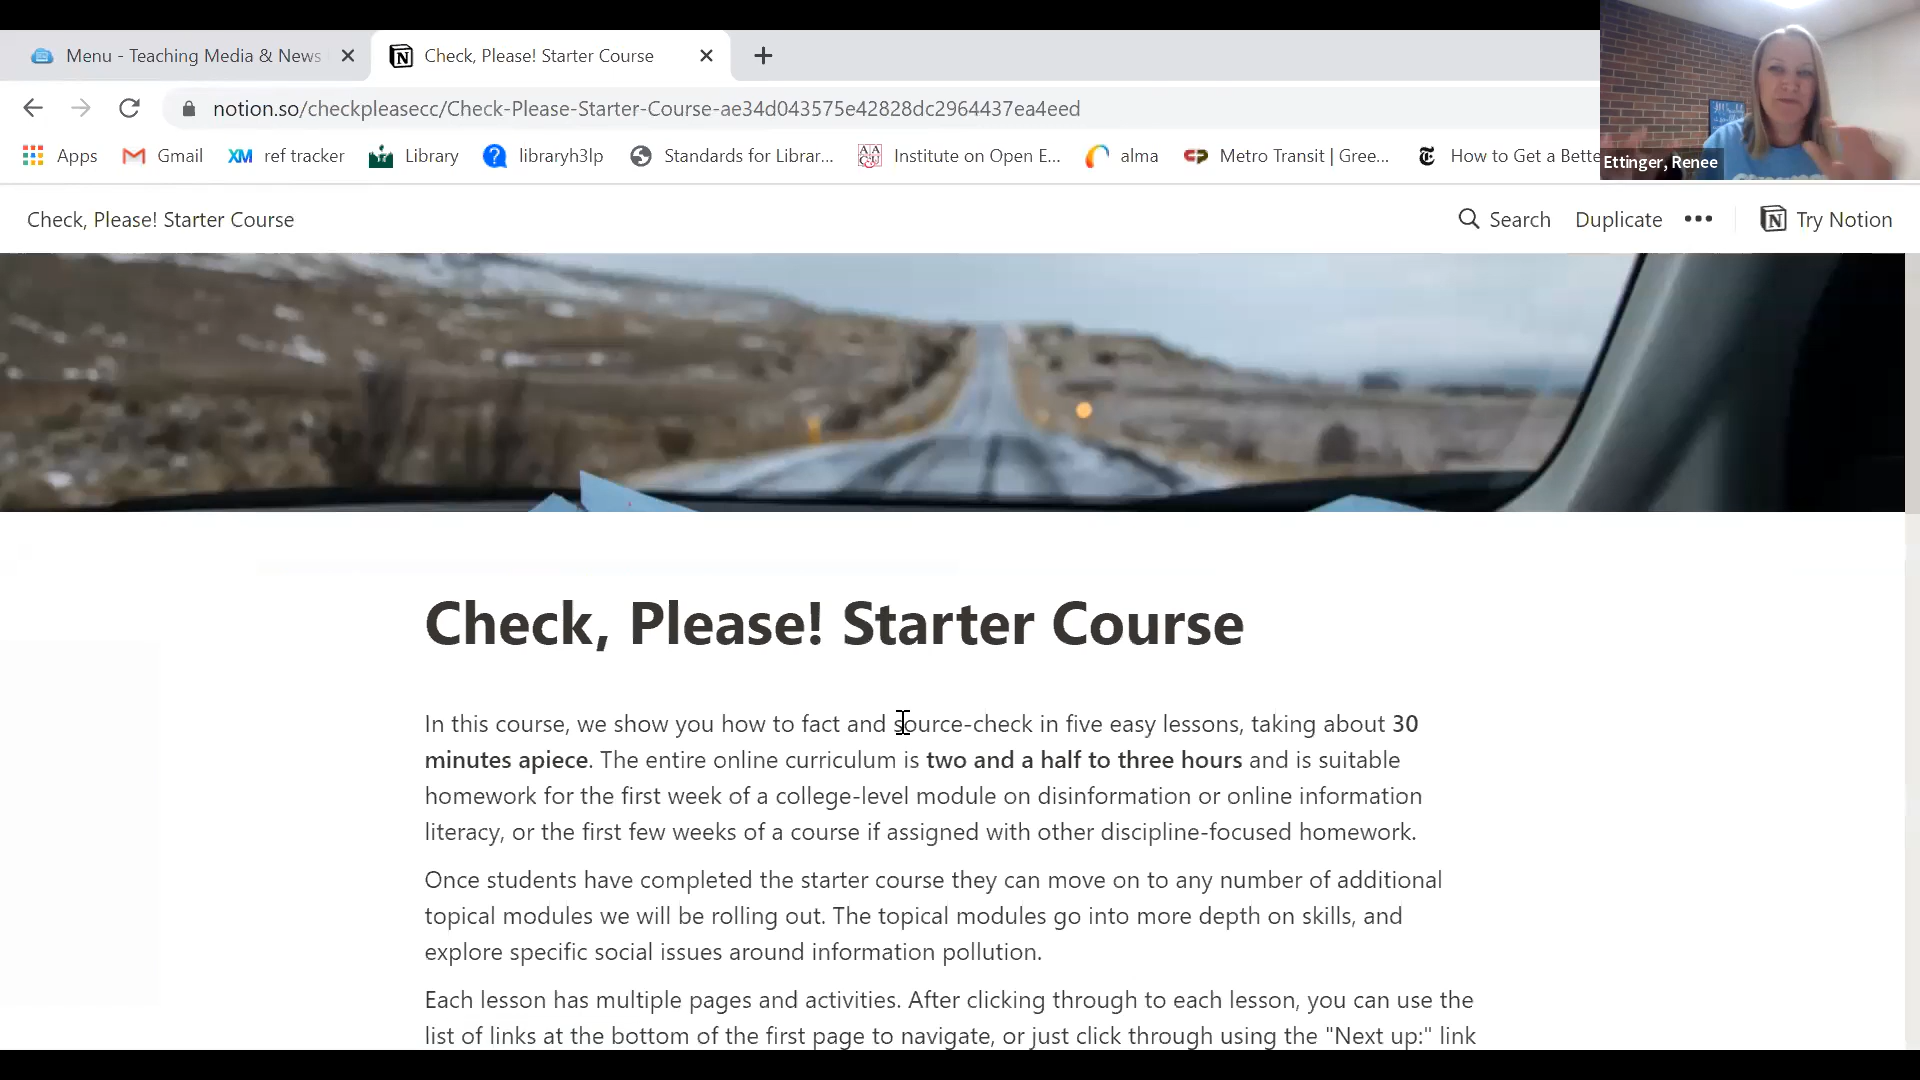 Menu - Teaching Media & News
Check, Please! Starter Course
notion.so/checkpleasecc/Check-Please-Starter-Course-ae34d043575e42828dc2964437ea4eed
Apps
Gmail
XM ref tracker
Library
libraryh3lp
Standards for Librar...
Institute on Open E...
alma
Metro Transit | Gree...
How to Get a Bette
Ettinger, Renee
Check, Please! Starter Course
Search
Duplicate
Try Notion
Check, Please! Starter Course
In this course, we show you how to fact and source-check in five easy lessons, taking about 30
minutes apiece. The entire online curriculum is two and a half to three hours and is suitable
homework for the first week of a college-level module on disinformation or online information
literacy, or the first few weeks of a course if assigned with other discipline-focused homework.
Once students have completed the starter course they can move on to any number of additional
topical modules we will be rolling out. The topical modules go into more depth on skills, and
explore specific social issues around information pollution.
Each lesson has multiple pages and activities. After clicking through to each lesson, you can use the
list of links at the bottom of the first page to navigate, or just click through using the "Next up:" link